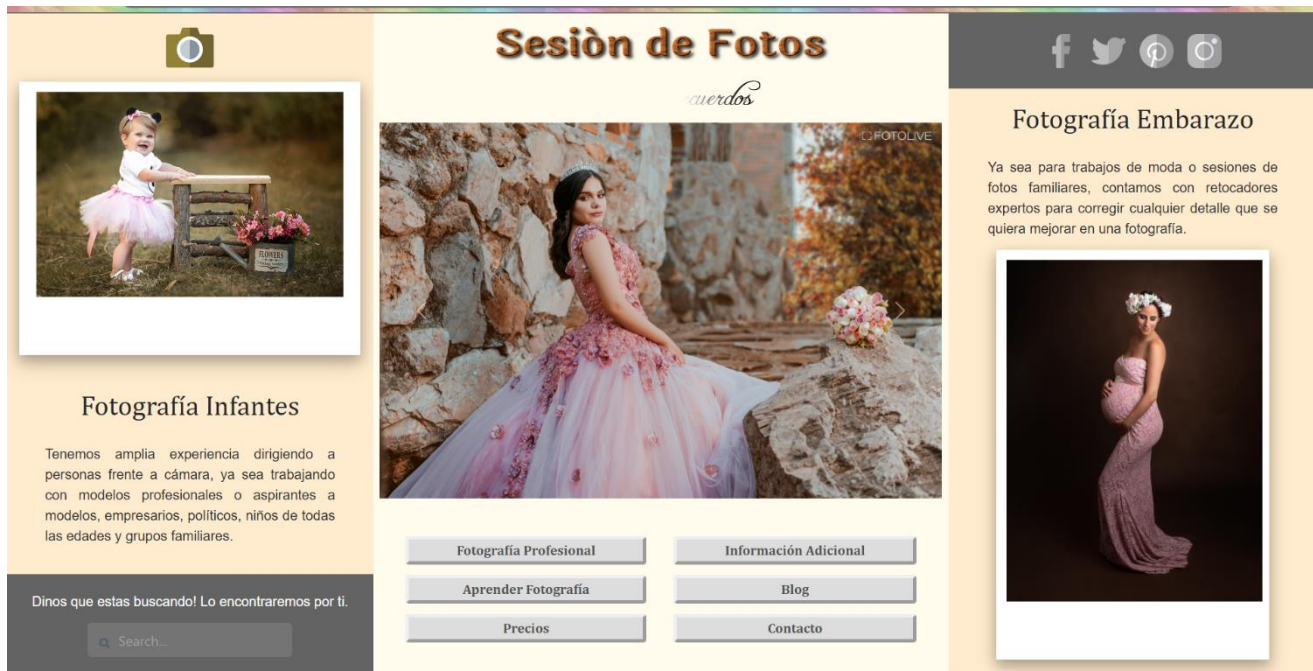 Sesiòn de Fotos
FOTOLIVE
FLOWERS
Fotografía Infantes
Tenemos amplia experiencia dirigiendo a
personas frente a cámara, ya sea trabajando
con modelos profesionales o aspirantes a
modelos, empresarios, políticos, niños de todas
las edades y grupos familiares.
Dinos que estas buscando! Lo encontraremos por ti.
Search...
Fotografía Profesional
Información Adicional
Aprender Fotografía
Blog
Precios
Contacto
Fotografía Embarazo
Ya sea para trabajos de moda o sesiones de
fotos familiares, contamos con retocadores
expertos para corregir cualquier detalle que se
quiera mejorar en una fotografía.